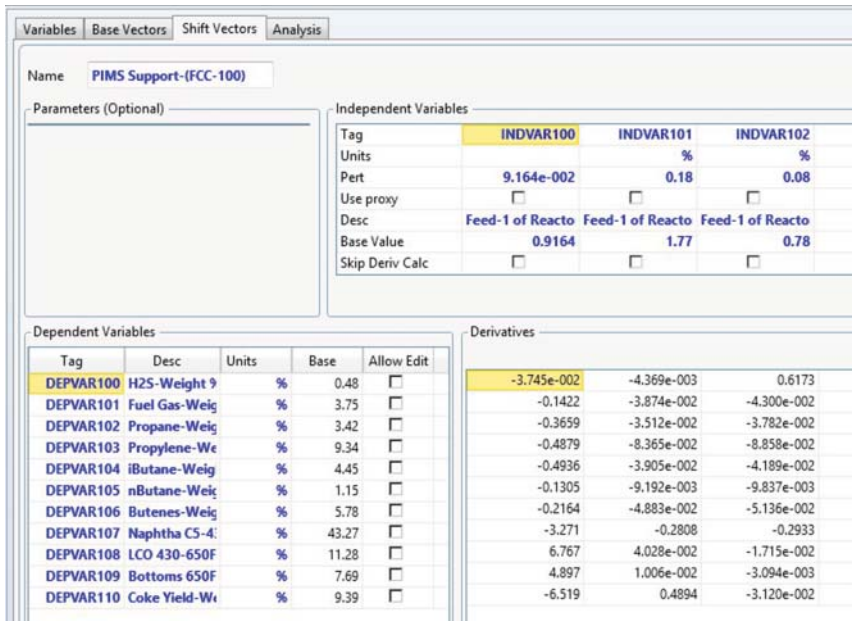 Variables Base Vectors Shift Vectors Analysis
Name PIMS Support-(FCC-100)
Parameters (Optional)
Independent Variables
Tag INDVAR100 INDVAR101 INDVAR102
Units % %
Pert 9.164e-002 0.18 0.08
Use proxy
Desc Feed-1 of Reacto Feed-1 of Reacto Feed-1 of Reacto
Base Value 0.9164 1.77 0.78
Skip Deriv Calc
Dependent Variables
Tag Desc Units Base Allow Edit
DEPVAR100 H2S-Weight % 0.48
DEPVAR101 Fuel Gas-Weig % 3.75
DEPVAR102 Propane-Weig % 3.42
DEPVAR103 Propylene-We % 9.34
DEPVAR104 iButane-Weig % 4.45
DEPVAR105 nButane-Weig % 1.15
DEPVAR106 Butenes-Weig % 5.78
DEPVAR107 Naphtha C5-4 % 43.27
DEPVAR108 LCO 430-650F % 11.28
DEPVAR109 Bottoms 650F % 7.69
DEPVAR110 Coke Yield-We % 9.39
Derivatives
-3.745e-002 -4.369e-003 0.6173
-0.1422 -3.874e-002 -4.300e-002
-0.3659 -3.512e-002 -3.782e-002
-0.4879 -8.365e-002 -8.858e-002
-0.4936 -3.905e-002 -4.189e-002
-0.1305 -9.192e-003 -9.837e-003
-0.2164 -4.883e-002 -5.136e-002
-3.271 -0.2808 -0.2933
6.767 4.028e-002 -1.715e-002
4.897 1.006e-002 -3.094e-003
-6.519 0.4894 -3.120e-002